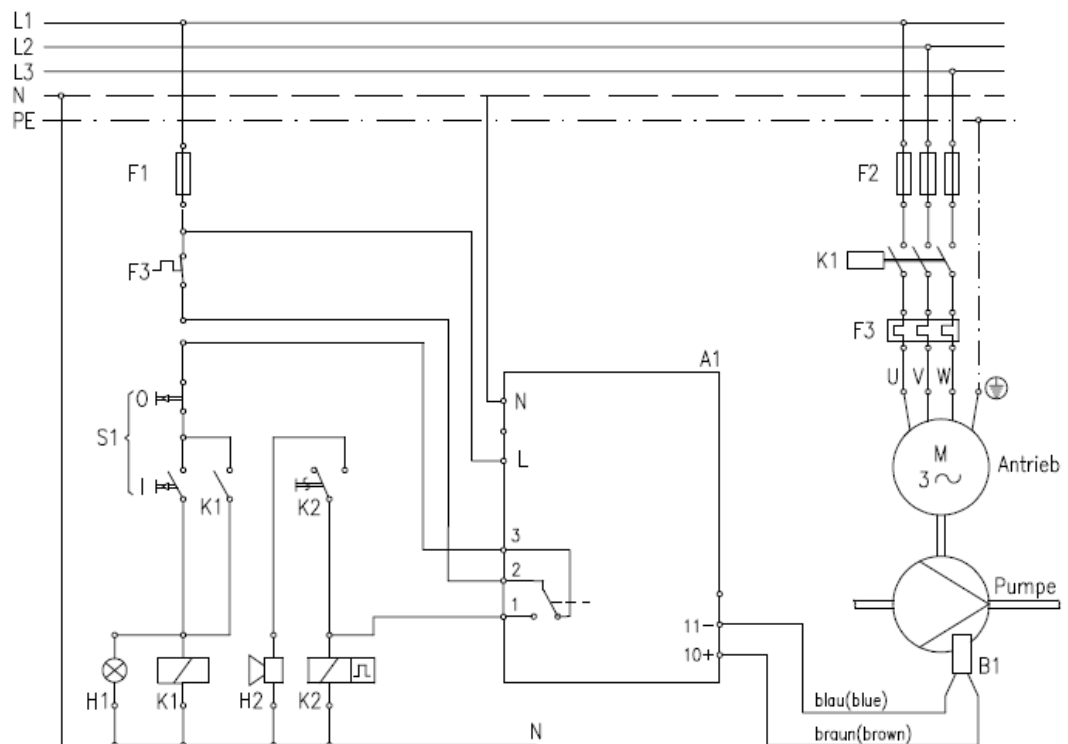 L1
L2
L3
N
PE
F1
F2
F3
K1
F3
A1
U V W
O
N
S1
L
M
3
Antrieb
I
K1
K2
3
2
1
Pumpe
11-
10+
B1
H1
K1
H2
K2
blau(blue)
N
braun(brown)